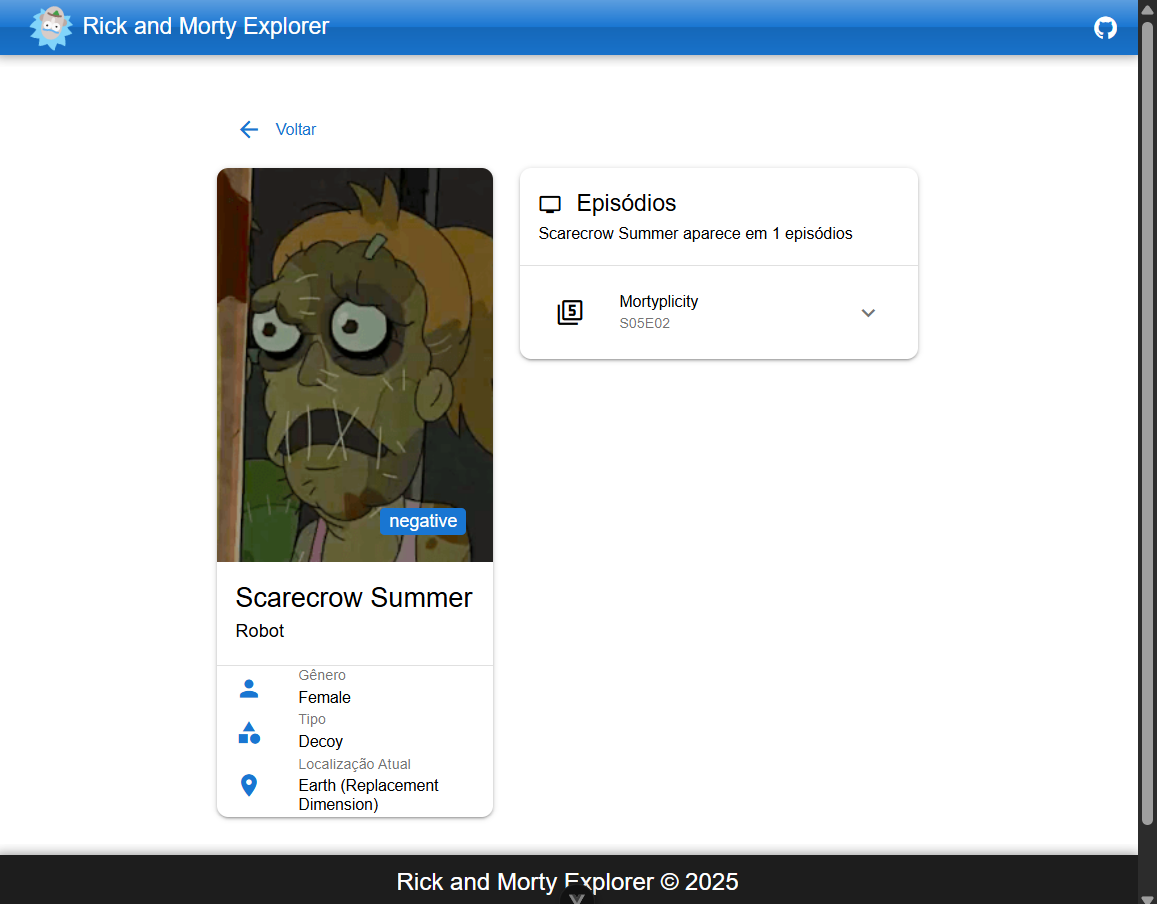 Rick and Morty Explorer
Voltar
negative
Scarecrow Summer
Robot
Gênero
Female
Tipo
Decoy
Localização Atual
Earth (Replacement
Dimension)
Episódios
Scarecrow Summer aparece em 1 episódios
5
Mortyplicity
S05E02
Rick and Morty Explorer © 2025